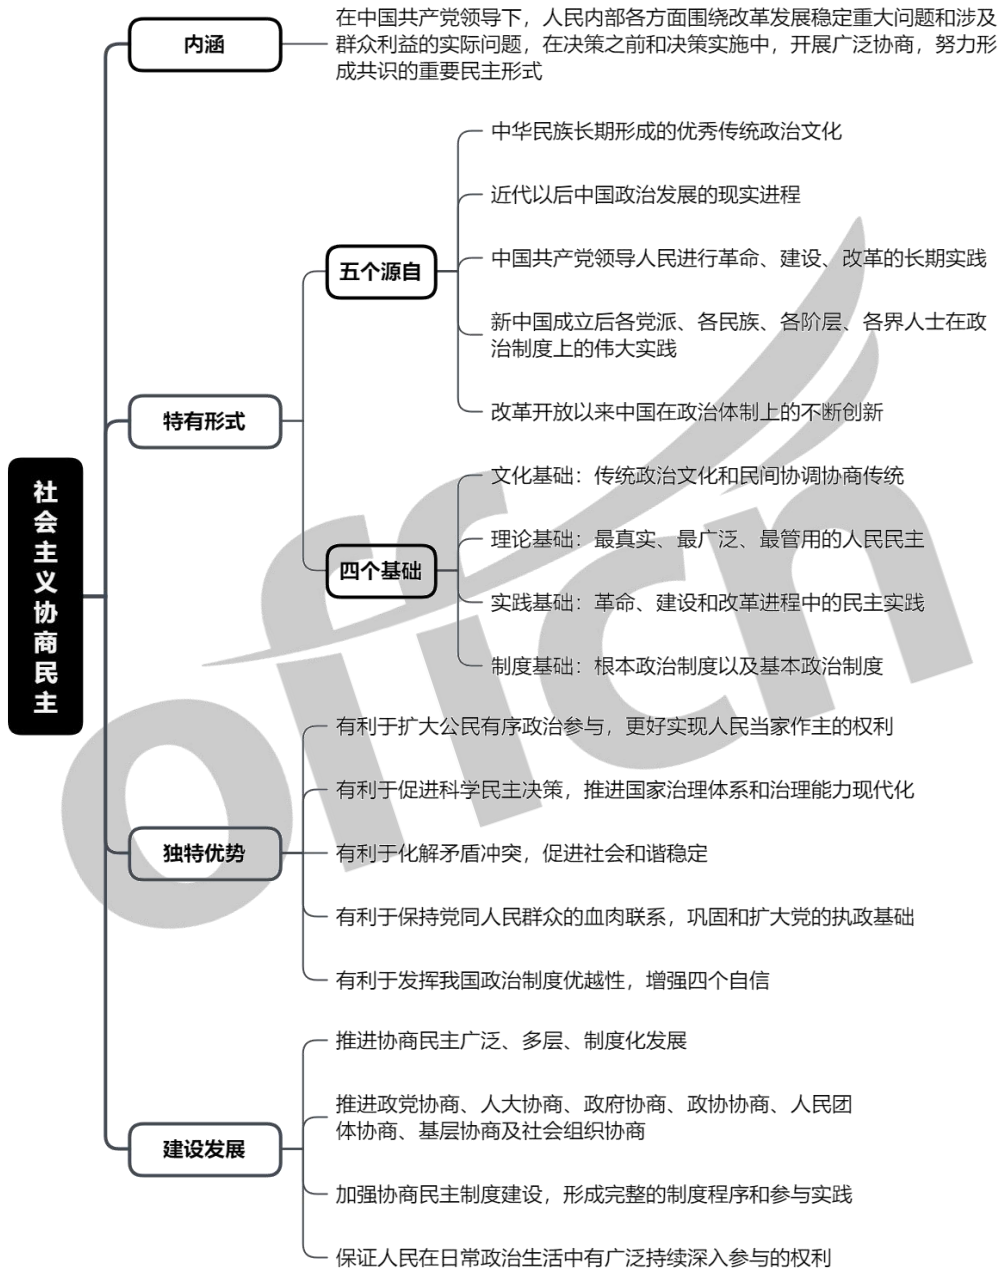 社会主义协商民主
内涵
在中国共产党领导下，人民内部各方面围绕改革发展稳定重大问题和涉及
群众利益的实际问题，在决策之前和决策实施中，开展广泛协商，努力形
成共识的重要民主形式
特有形式
五个源自
中华民族长期形成的优秀传统政治文化
近代以后中国政治发展的现实进程
中国共产党领导人民进行革命、建设、改革的长期实践
新中国成立后各党派、各民族、各阶层、各界人士在政
治制度上的伟大实践
改革开放以来中国在政治体制上的不断创新
四个基础
文化基础：传统政治文化和民间协调协商传统
理论基础：最真实、最广泛、最管用的人民民主
实践基础：革命、建设和改革进程中的民主实践
制度基础：根本政治制度以及基本政治制度
独特优势
有利于扩大公民有序政治参与，更好实现人民当家作主的权利
有利于促进科学民主决策，推进国家治理体系和治理能力现代化
有利于化解矛盾冲突，促进社会和谐稳定
有利于保持党同人民群众的血肉联系，巩固和扩大党的执政基础
有利于发挥我国政治制度优越性，增强四个自信
建设发展
推进协商民主广泛、多层、制度化发展
推进政党协商、人大协商、政府协商、政协协商、人民团
体协商、基层协商及社会组织协商
加强协商民主制度建设，形成完整的制度程序和参与实践
保证人民在日常政治生活中有广泛持续深入参与的权利
offcn